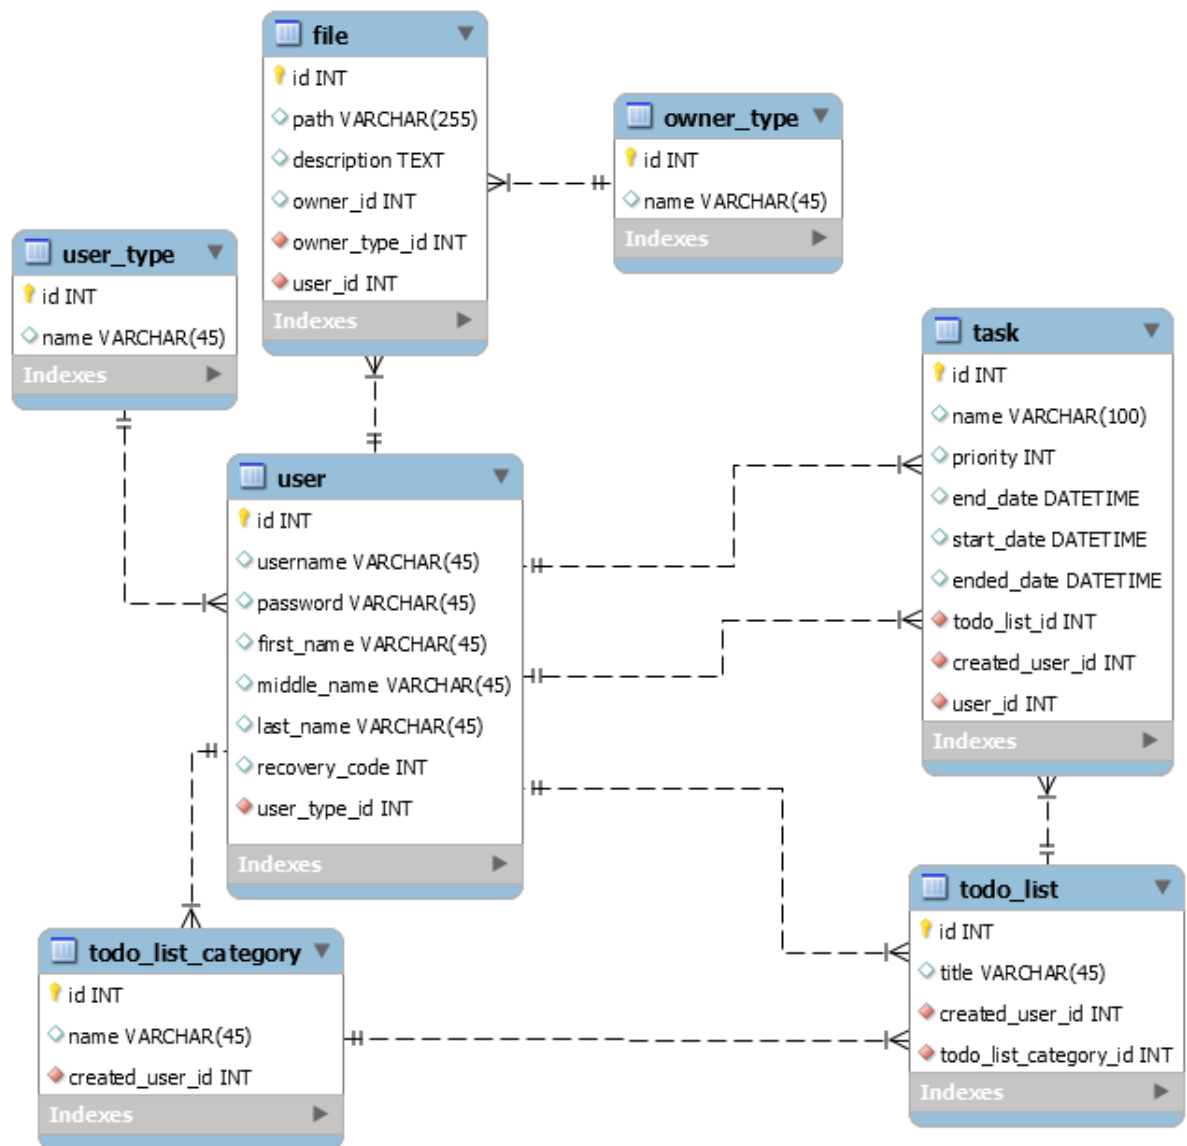 file
id INT
path VARCHAR(255)
description TEXT
owner_id INT
owner_type_id INT
user_id INT
Indexes
owner_type
id INT
name VARCHAR(45)
Indexes
user_type
id INT
name VARCHAR(45)
Indexes
task
id INT
name VARCHAR(100)
priority INT
end_date DATETIME
start_date DATETIME
ended_date DATETIME
todo_list_id INT
created_user_id INT
user_id INT
Indexes
user
id INT
username VARCHAR(45)
password VARCHAR(45)
first_name VARCHAR(45)
middle_name VARCHAR(45)
last_name VARCHAR(45)
recovery_code INT
user_type_id INT
Indexes
todo_list
id INT
title VARCHAR(45)
created_user_id INT
todo_list_category_id INT
Indexes
todo_list_category
id INT
name VARCHAR(45)
created_user_id INT
Indexes